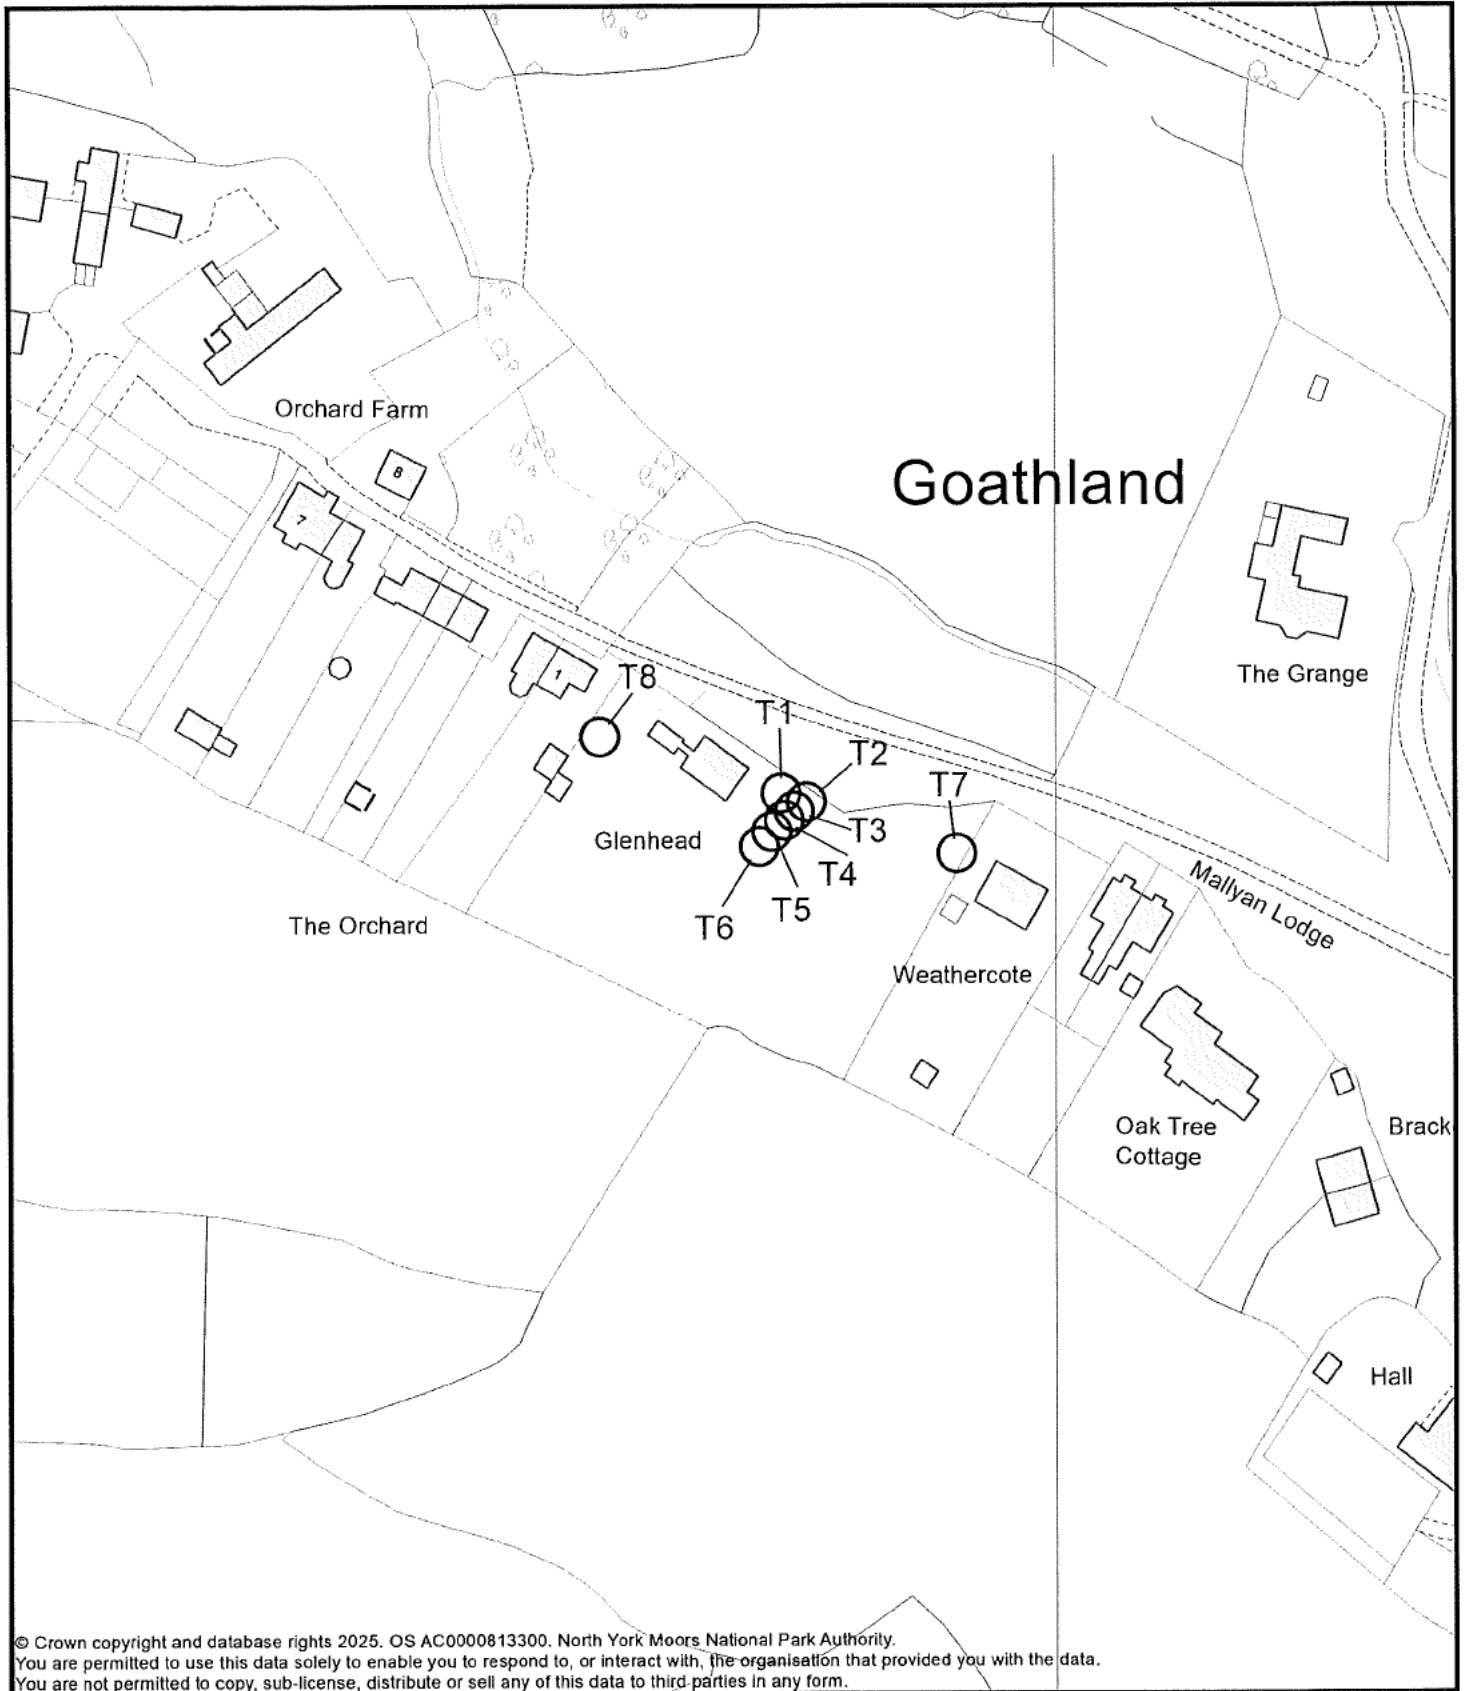 Orchard Farm
8
Goathland
7
The Grange
1
T8
T1
T2
T7
T3
Glenhead
T4
Mallyan Lodge
T5
T6
The Orchard
Weathercote
Oak Tree
Cottage
Brack
Hall
© Crown copyright and database rights 2025. OS AC0000813300. North York Moors National Park Authority.
You are permitted to use this data solely to enable you to respond to, or interact with, the organisation that provided you with the data.
You are not permitted to copy, sub-license, distribute or sell any of this data to third parties in any form.